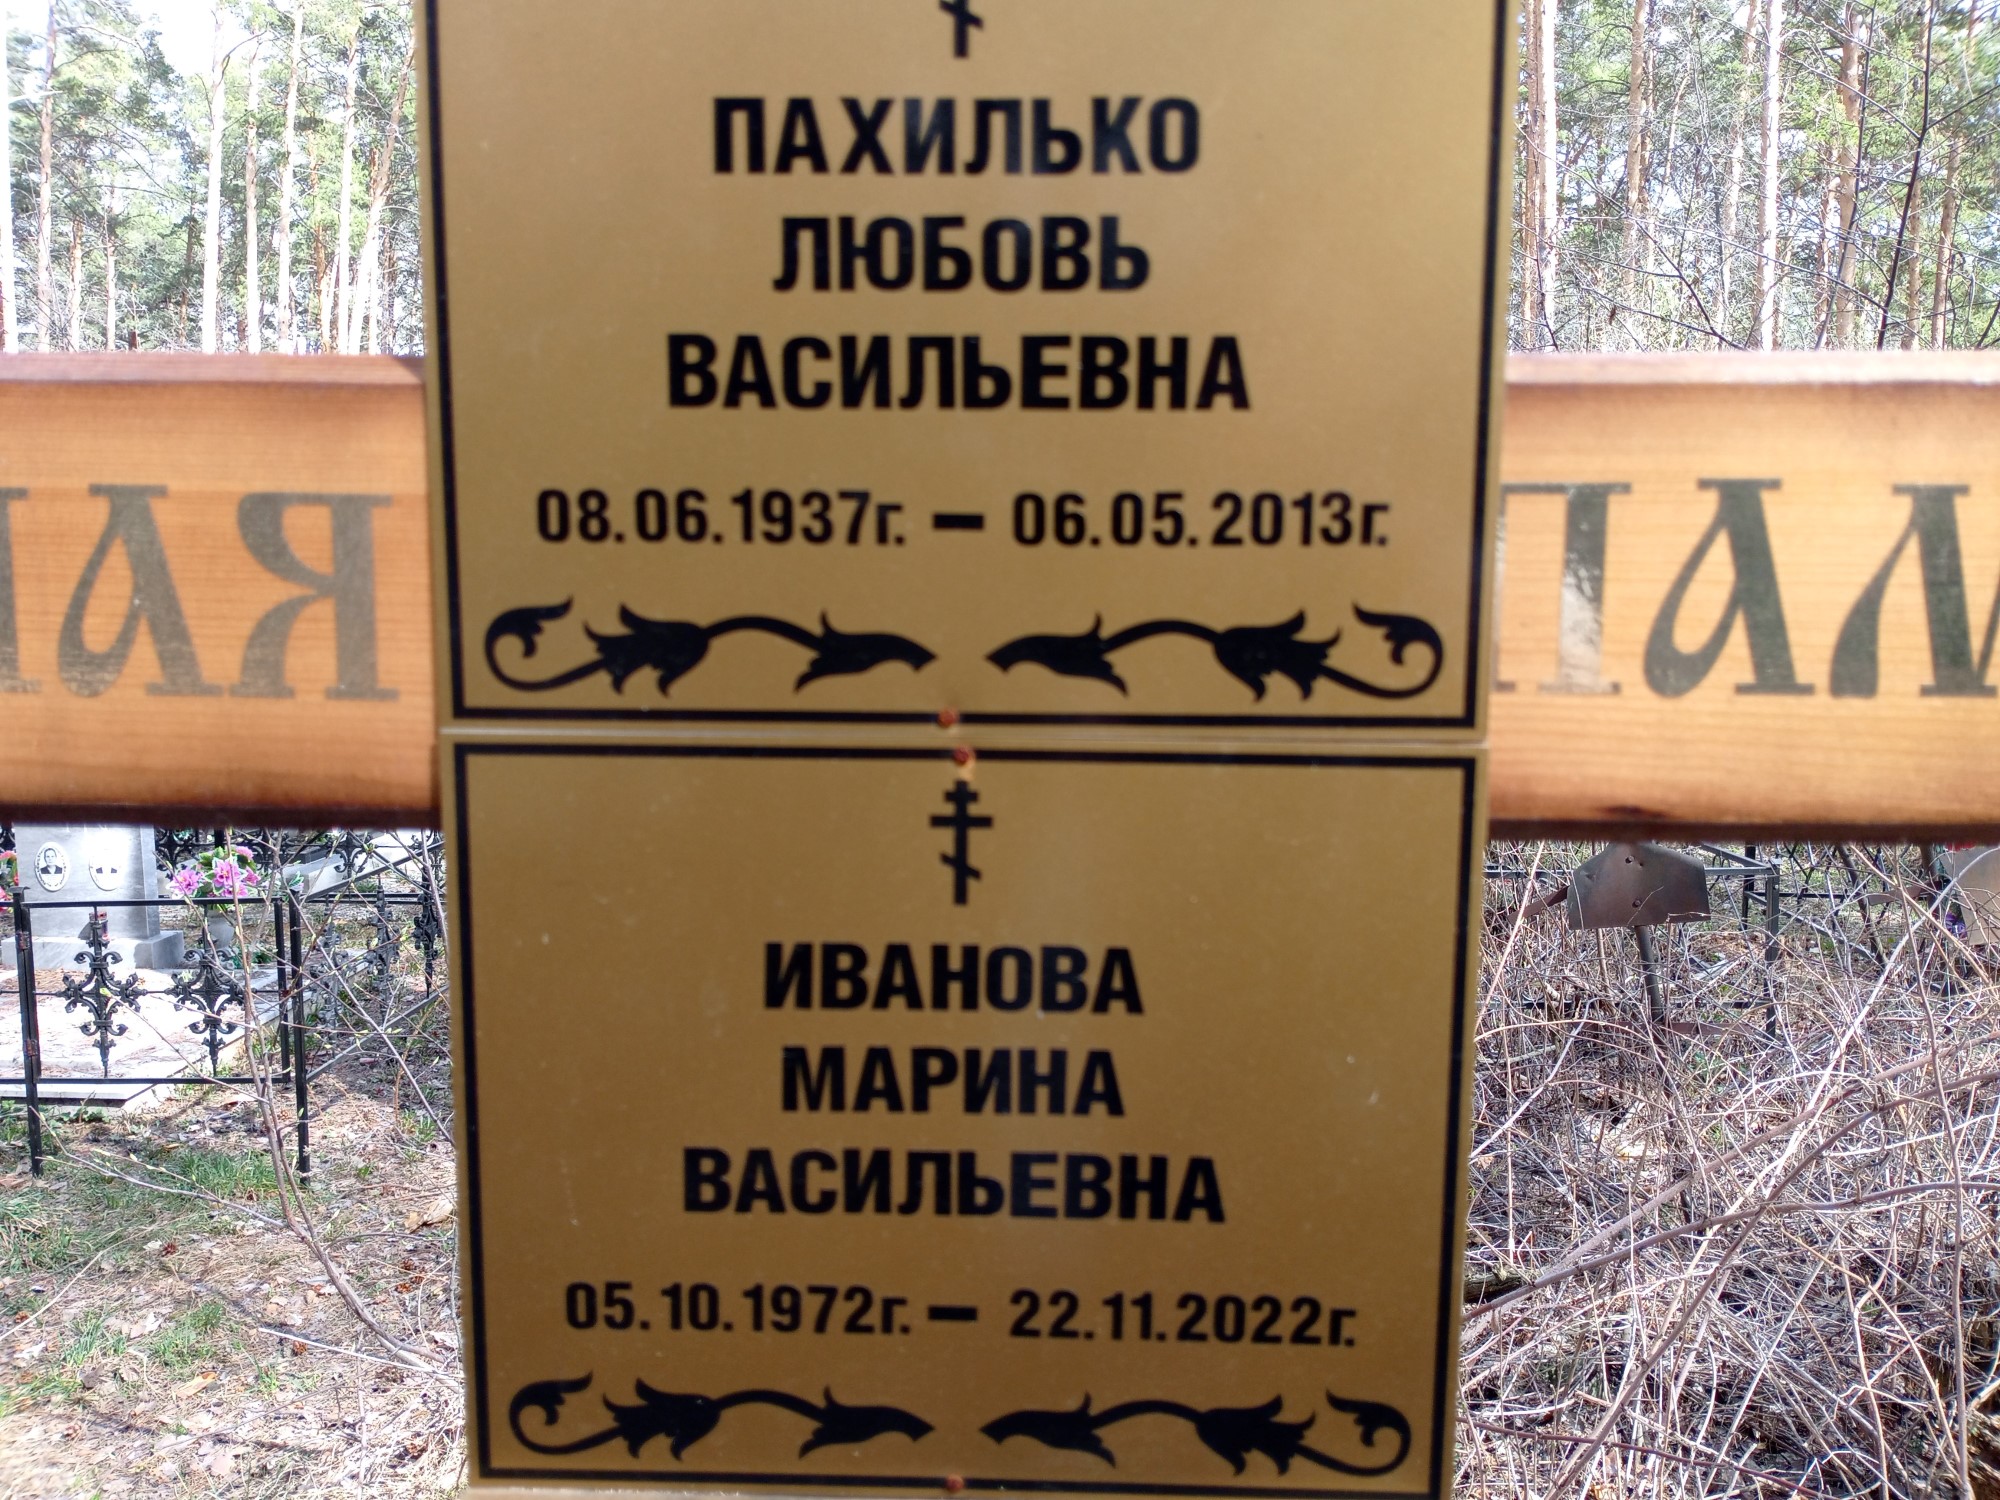 ПАХИЛЬКО
ЛЮБОВЬ
ВАСИЛЬЕВНА
08.06.1937г. – 06.05.2013г.
ИВАНОВА
МАРИНА
ВАСИЛЬЕВНА
05.10.1972г. – 22.11.2022г.